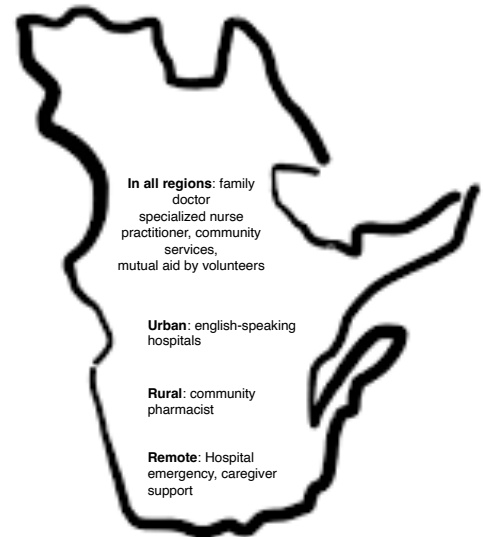 In all regions: family
doctor
specialized nurse
practitioner, community
services,
mutual aid by volunteers
Urban: english-speaking
hospitals
Rural: community
pharmacist
Remote: Hospital
emergency, caregiver
support